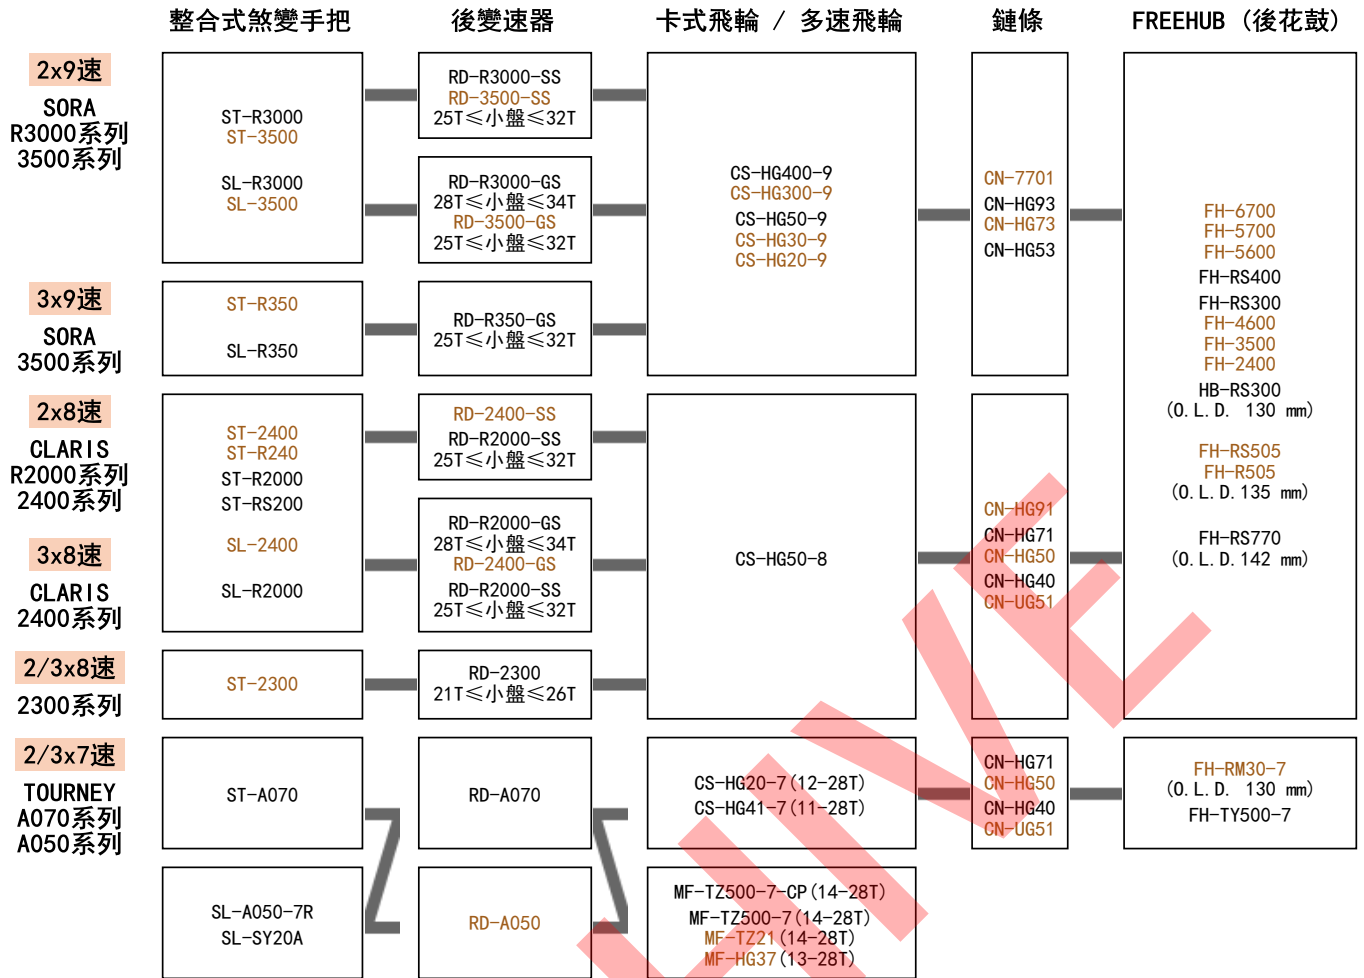 整合式煞變手把 後變速器 卡式飛輪 / 多速飛輪 鏈條 FREEHUB (後花鼓)
2x9速
SORA
R3000系列
3500系列
ST-R3000
ST-3500
SL-R3000
SL-3500
RD-R3000-SS
RD-3500-SS
25T≤小盤≤32T
RD-R3000-GS
28T≤小盤≤34T
RD-3500-GS
25T≤小盤≤32T
3x9速
SORA
3500系列
ST-R350
SL-R350
RD-R350-GS
25T≤小盤≤32T
CS-HG400-9
CS-HG300-9
CS-HG50-9
CS-HG30-9
CS-HG20-9
CN-7701
CN-HG93
CN-HG73
CN-HG53
FH-6700
FH-5700
FH-5600
FH-RS400
FH-RS300
FH-4600
FH-3500
FH-2400
HB-RS300
(O.L.D. 130 mm)
FH-RS505
FH-R505
(O.L.D.135 mm)
FH-RS770
(O.L.D.142 mm)
2x8速
CLARIS
R2000系列
2400系列
3x8速
CLARIS
2400系列
ST-2400
ST-R240
ST-R2000
ST-RS200
SL-2400
SL-R2000
RD-2400-SS
RD-R2000-SS
25T≤小盤≤32T
RD-R2000-GS
28T≤小盤≤34T
RD-2400-GS
RD-R2000-SS
25T≤小盤≤32T
2/3x8速
2300系列
ST-2300
RD-2300
21T≤小盤≤26T
CS-HG50-8
CN-HG91
CN-HG71
CN-HG50
CN-HG40
CN-UG51
2/3x7速
TOURNEY
A070系列
A050系列
ST-A070
RD-A070
CS-HG20-7(12-28T)
CS-HG41-7(11-28T)
CN-HG71
CN-HG50
CN-HG40
CN-UG51
FH-RM30-7
(O.L.D. 130 mm)
FH-TY500-7
SL-A050-7R
SL-SY20A
RD-A050
MF-TZ500-7-CP(14-28T)
MF-TZ500-7(14-28T)
MF-TZ21(14-28T)
MF-HG37(13-28T)
HIVE